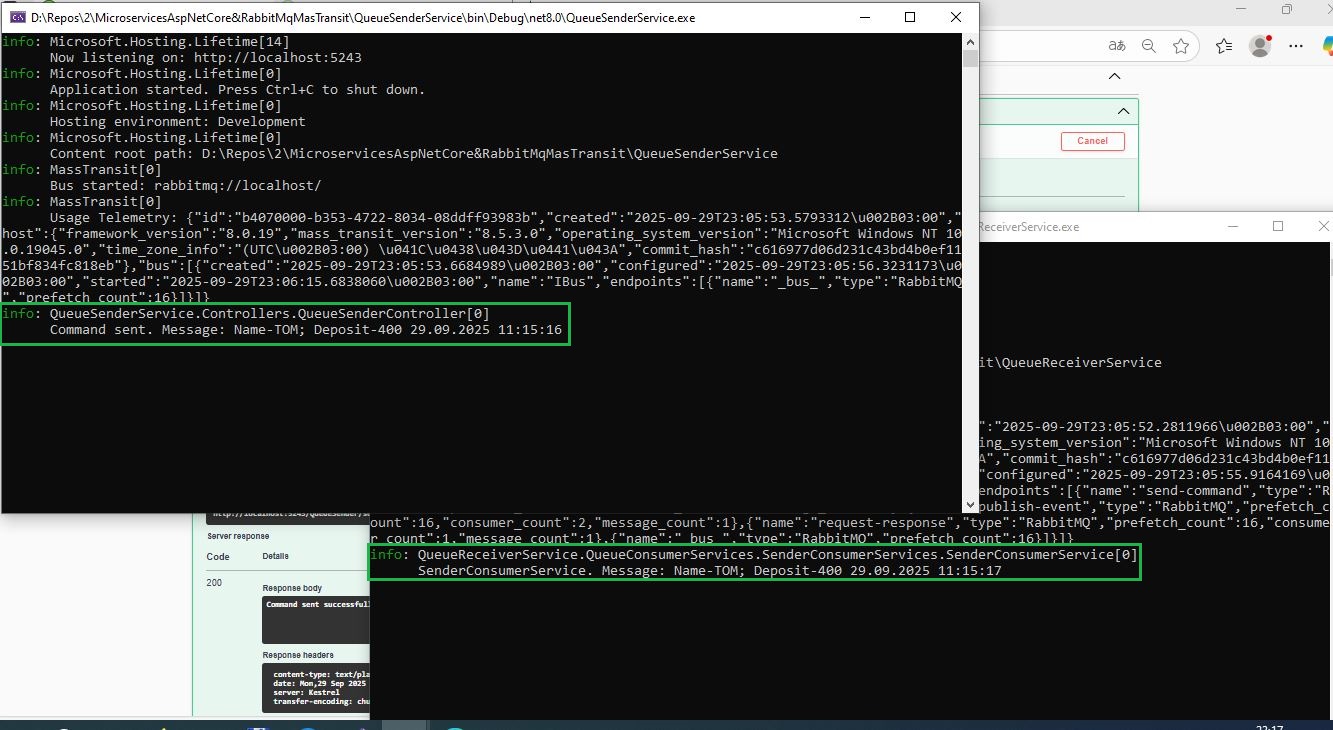 D:\Repos\2\MicroservicesAspNetCore&RabbitMqMasTransit\QueueSenderService\bin\Debug\net8.0\QueueSenderService.exe
info: Microsoft.Hosting.Lifetime[14]
Now listening on: http://localhost:5243
info: Microsoft.Hosting.Lifetime[0]
Application started. Press Ctrl+C to shut down.
info: Microsoft.Hosting.Lifetime[0]
Hosting environment: Development
info: Microsoft.Hosting.Lifetime[0]
Content root path: D:\Repos\2\MicroservicesAspNetCore&RabbitMqMasTransit\QueueSenderService
info: MassTransit[0]
Bus started: rabbitmq://localhost/
info: MassTransit[0]
Usage Telemetry: {"id":"b4070000-b353-4722-8034-08ddff93983b","created":"2025-09-29T23:05:53.5793312\u002B03:00","
host":{"framework_version":"8.0.19","mass_transit_version":"8.5.3.0","operating_system_version":"Microsoft Windows NT 10
.0.19045.0","time_zone_info":"(UTC\u002B03:00) \u041C\u0438\u043D\u0441\u043A","commit_hash":"c616977d06d231c43bd4b0ef11
51bf834fc818eb"},"bus":[{"created":"2025-09-29T23:05:53.6684989\u002B03:00","configured":"2025-09-29T23:05:56.3231173\u0
02B03:00","started":"2025-09-29T23:06:15.6838060\u002B03:00","name":"IBus","endpoints":[{"name":"_bus_","type":"RabbitMQ
","prefetch_count":16}]}]}
info: QueueSenderService.Controllers.QueueSenderController[0]
Command sent. Message: Name-TOM; Deposit-400 29.09.2025 11:15:16
Cancel
ReceiverService.exe
it\QueueReceiverService
":"2025-09-29T23:05:52.2811966\u002B03:00","
ing_system_version":"Microsoft Windows NT 10
A","commit_hash":"c616977d06d231c43bd4b0ef11
"configured":"2025-09-29T23:05:55.9164169\u0
endpoints":[{"name":"send-command","type":"R
publish-event","type":"RabbitMQ","prefetch_c
ount":16,"consumer_count":2,"message_count":1},{"name":"request-response","type":"RabbitMQ","prefetch_count":16,"consume
r_count":1,"message_count":1},{"name":"_bus_","type":"RabbitMQ","prefetch_count":16}]}]}
info: QueueReceiverService.QueueConsumerServices.SenderConsumerServices.SenderConsumerService[0]
SenderConsumerService. Message: Name-TOM; Deposit-400 29.09.2025 11:15:17
Server response
Code
Details
200
Response body
Command sent successful
Response headers
content-type: text/pla
date: Mon,29 Sep 2025
server: Kestrel
transfer-encoding: chu